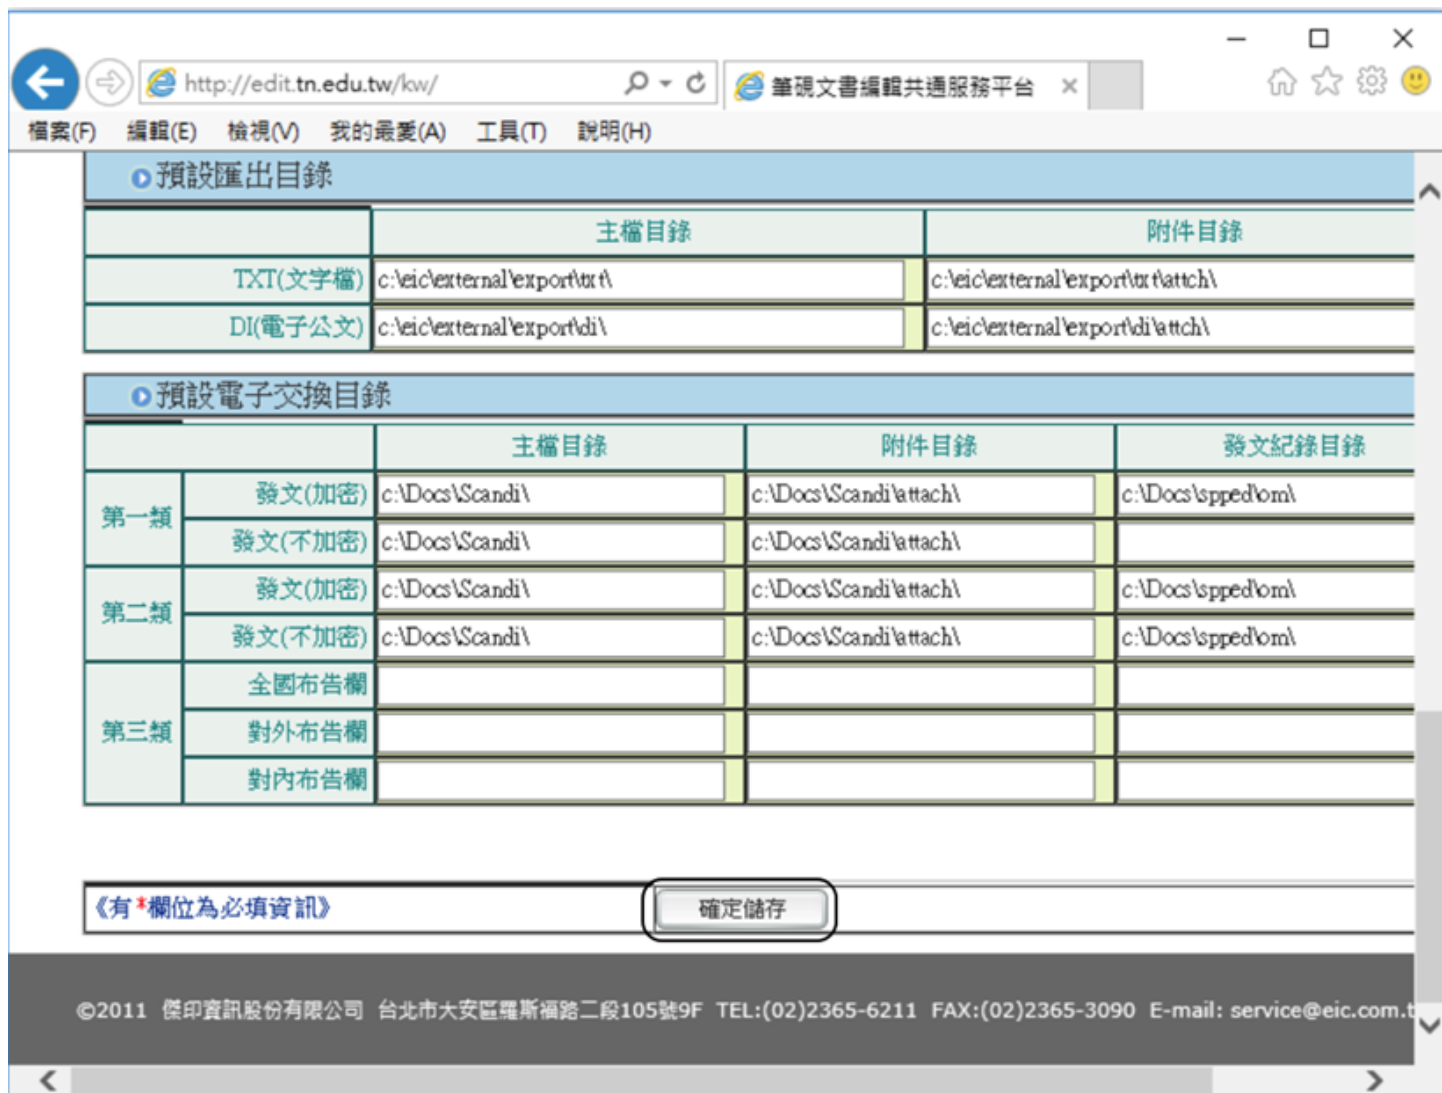 http://edit.tn.edu.tw/kw/ 筆硯文書編輯共通服務平台
檔案(F) 編輯(E) 檢視(V) 我的最愛(A) 工具(T) 說明(H)
預設匯出目錄
主檔目錄 附件目錄
TXT(文字檔) c:\eic\external\export\txt\ c:\eic\external\export\txt\attch\
DI(電子公文) c:\eic\external\export\di\ c:\eic\external\export\di\attch\
預設電子交換目錄
主檔目錄 附件目錄 發文紀錄目錄
第一類 發文(加密) c:\Docs\Scandi\ c:\Docs\Scandi\attach\ c:\Docs\spped\om\
發文(不加密) c:\Docs\Scandi\ c:\Docs\Scandi\attach\
第二類 發文(加密) c:\Docs\Scandi\ c:\Docs\Scandi\attach\ c:\Docs\spped\om\
發文(不加密) c:\Docs\Scandi\ c:\Docs\Scandi\attach\ c:\Docs\spped\om\
全國布告欄
第三類 對外布告欄
對內布告欄
《有*欄位為必填資訊》 確定儲存
©2011 傑印資訊股份有限公司 台北市大安區羅斯福路二段105號9F TEL:(02)2365-6211 FAX:(02)2365-3090 E-mail: service@eic.com.t